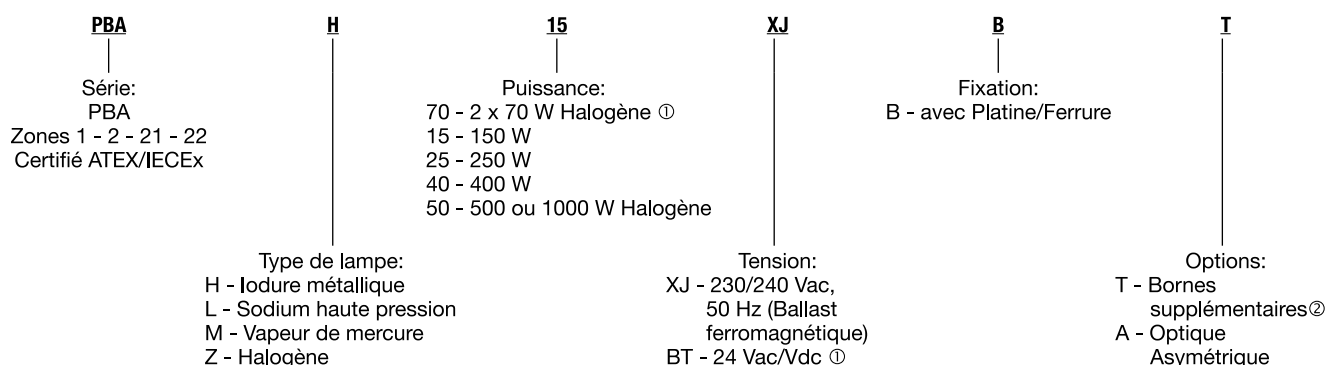 PBA H 15 XJ B T
Série:
PBA
Zones 1 - 2 - 21 - 22
Certifié ATEX/IECEx
Puissance:
70 - 2 x 70 W Halogène ①
15 - 150 W
25 - 250 W
40 - 400 W
50 - 500 ou 1000 W Halogène
Fixation:
B - avec Platine/Ferrure
Type de lampe:
H - Iodure métallique
L - Sodium haute pression
M - Vapeur de mercure
Z - Halogène
Tension:
XJ - 230/240 Vac,
50 Hz (Ballast
ferromagnétique)
BT - 24 Vac/Vdc ①
Options:
T - Bornes
supplémentaires②
A - Optique
Asymétrique